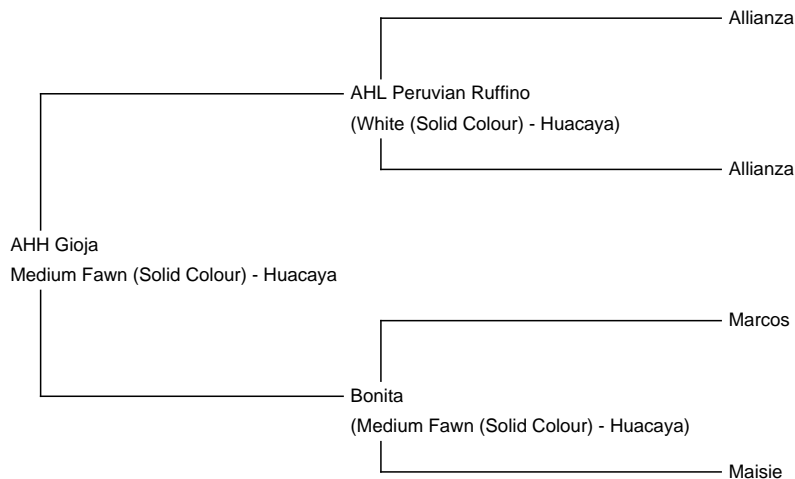 Allianza
AHL Peruvian Ruffino
(White (Solid Colour) - Huacaya)
Allianza
AHH Gioja
Medium Fawn (Solid Colour) - Huacaya
Marcos
Bonita
(Medium Fawn (Solid Colour) - Huacaya)
Maisie